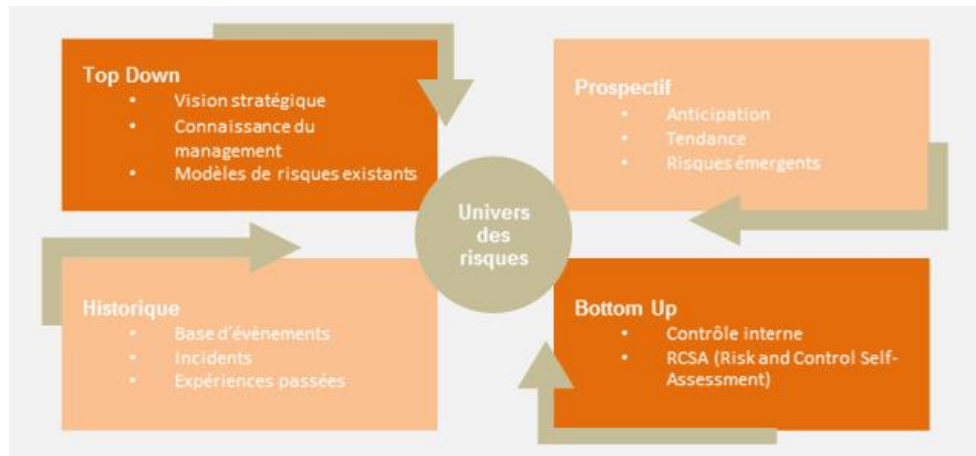 Top Down
• Vision stratégique
• Connaissance du
management
• Modèles de risques existants
Prospectif
• Anticipation
• Tendance
• Risques émergents
Univers
des
risques
Historique
• Base d'évènements
• Incidents
• Expériences passées
Bottom Up
• Contrôle interne
• RCSA (Risk and Control Self-
Assessment)